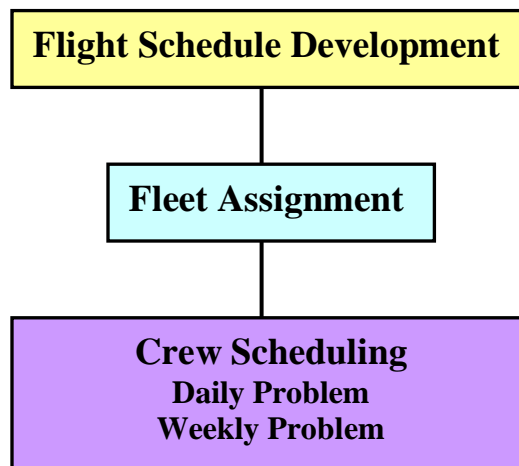 Flight Schedule Development
Fleet Assignment
Crew Scheduling
Daily Problem
Weekly Problem